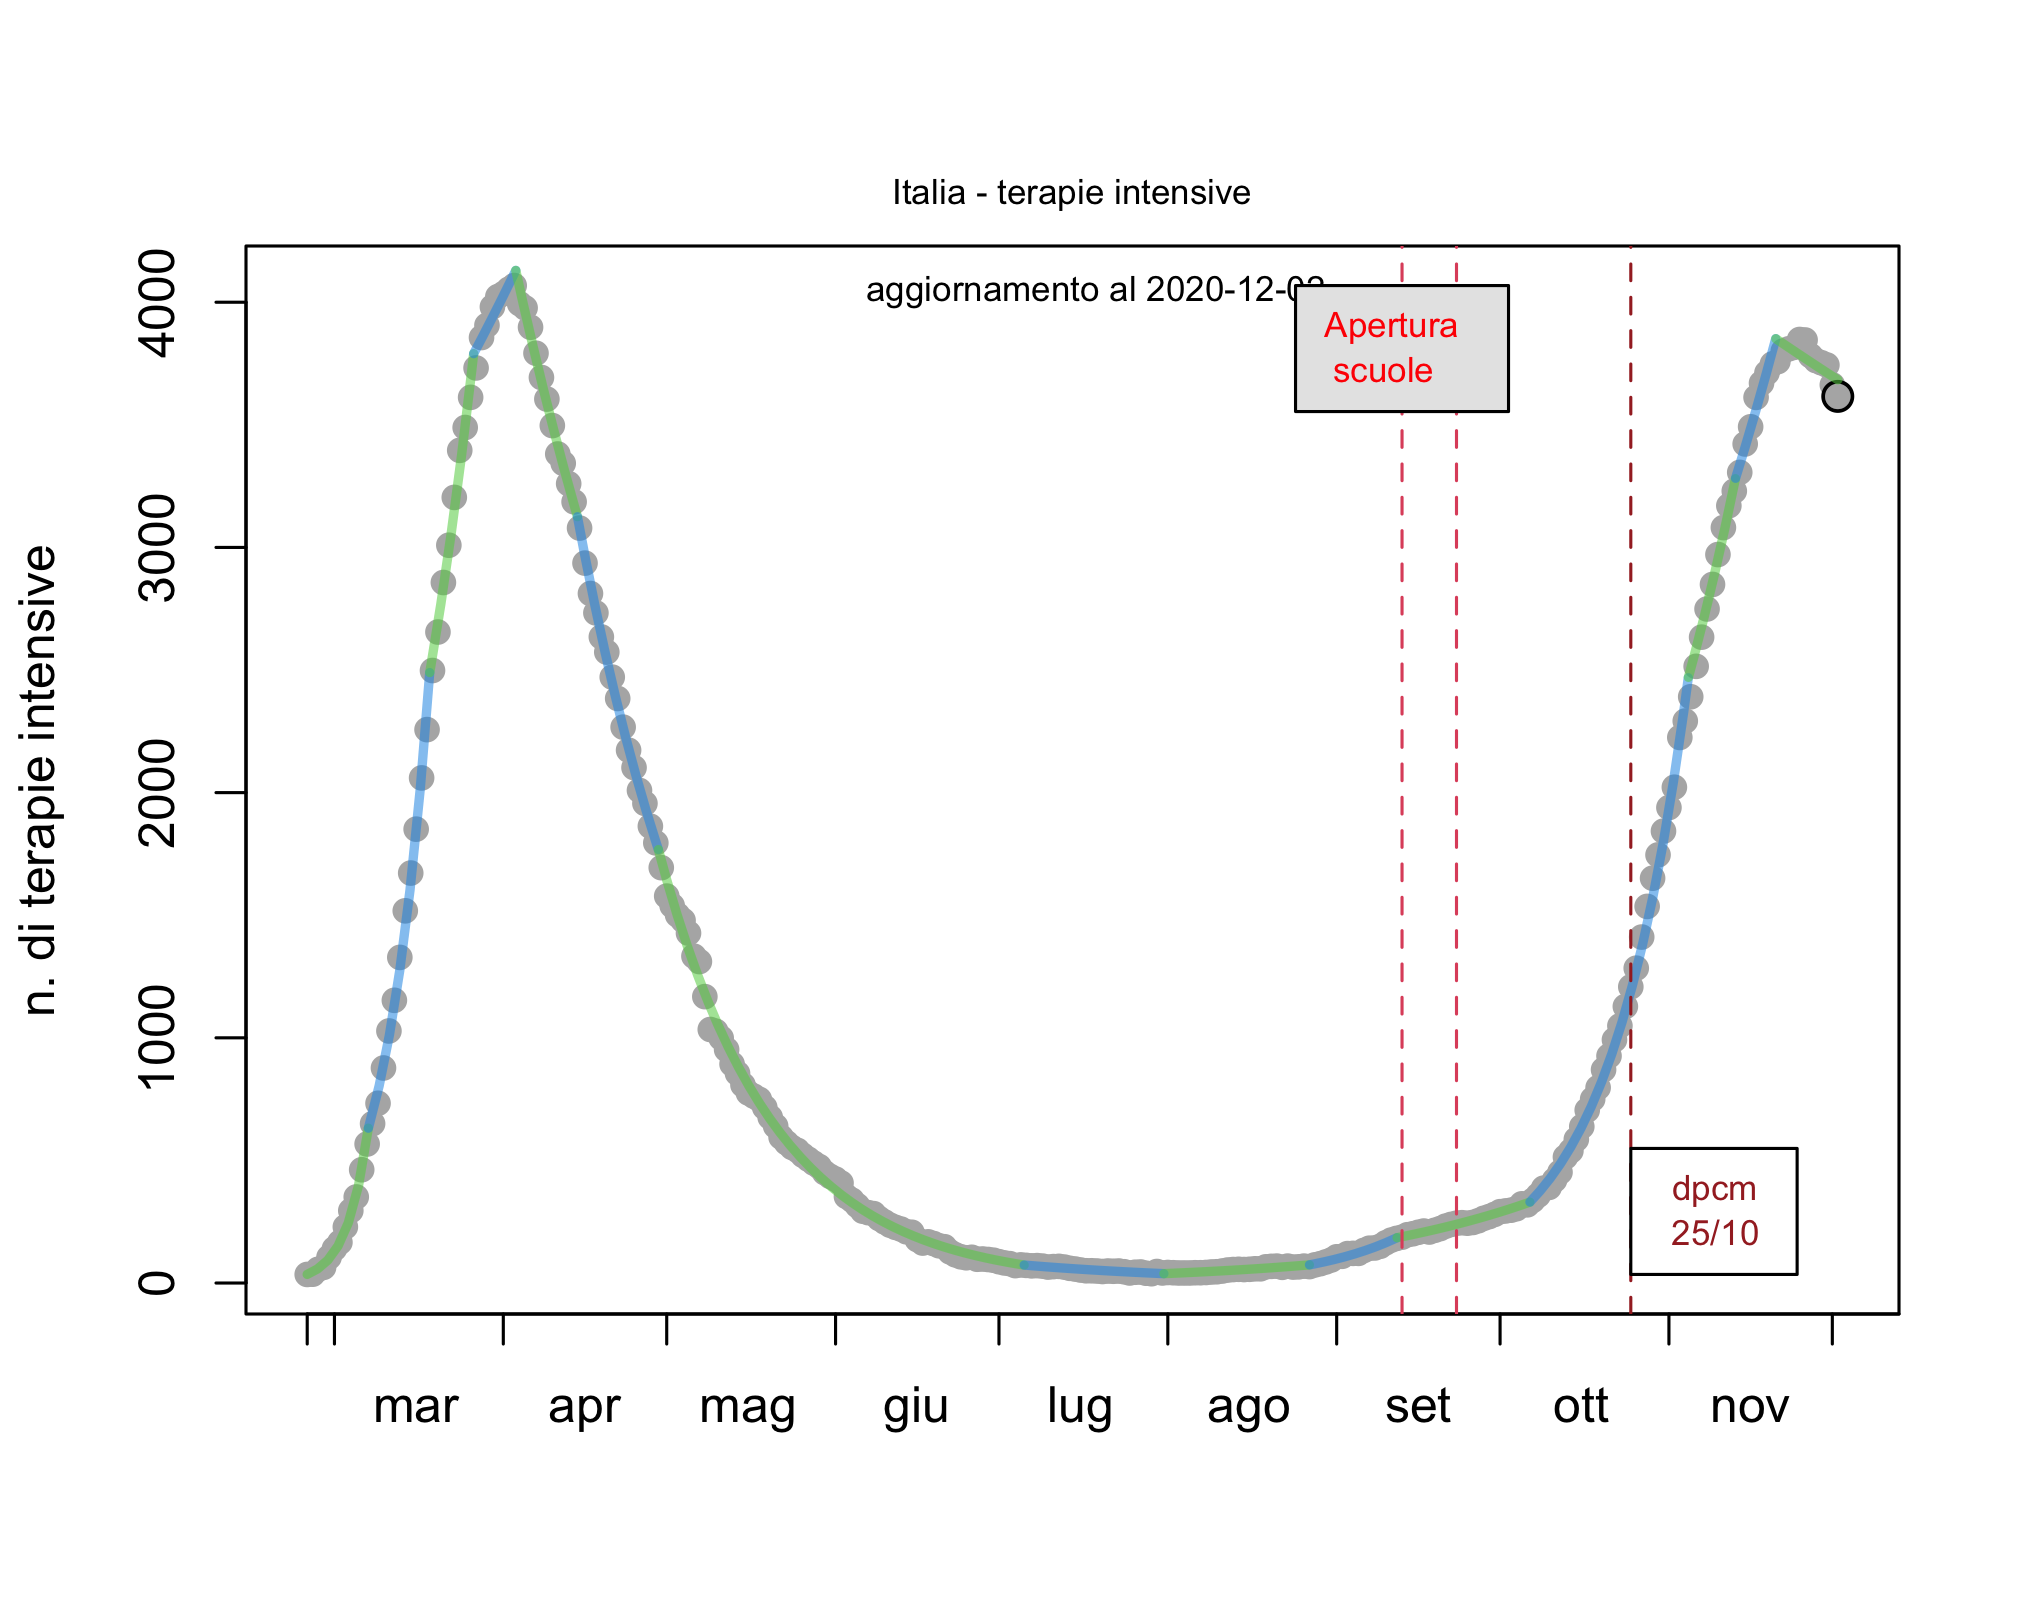 Italia - terapie intensive
aggiornamento al 2020-12-02
Apertura
scuole
n. di terapie intensive
4000
3000
2000
1000
0
dpcm
25/10
mar apr mag giu lug ago set ott nov